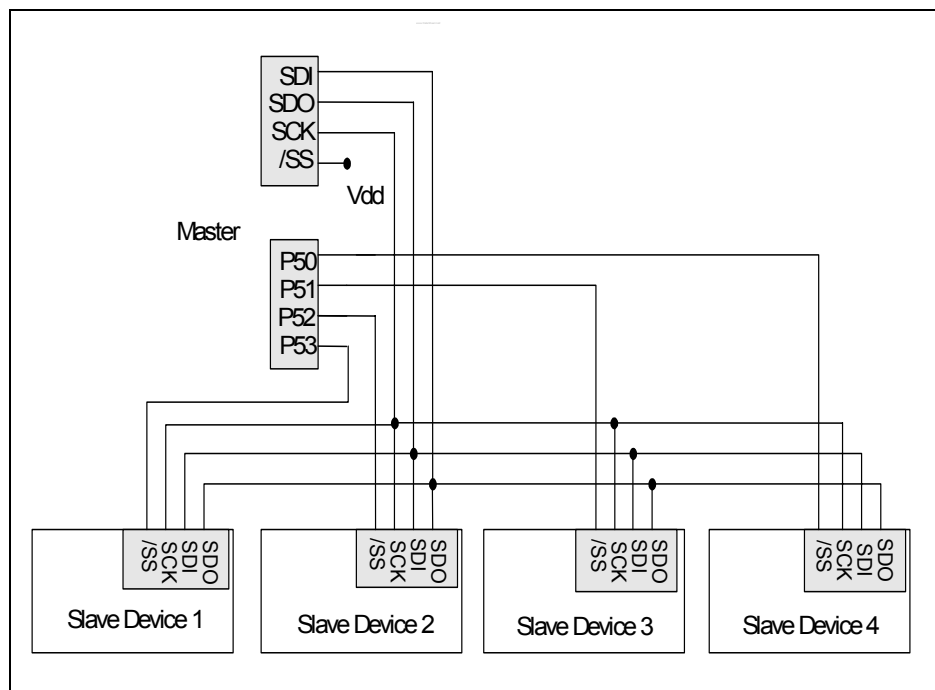 SDI
SDO
SCK
/SS
Vdd
Master
P50
P51
P52
P53
/SS
SCK
SDI
SDO
Slave Device 1
/SS
SCK
SDI
SDO
Slave Device 2
/SS
SCK
SDI
SDO
Slave Device 3
/SS
SCK
SDI
SDO
Slave Device 4